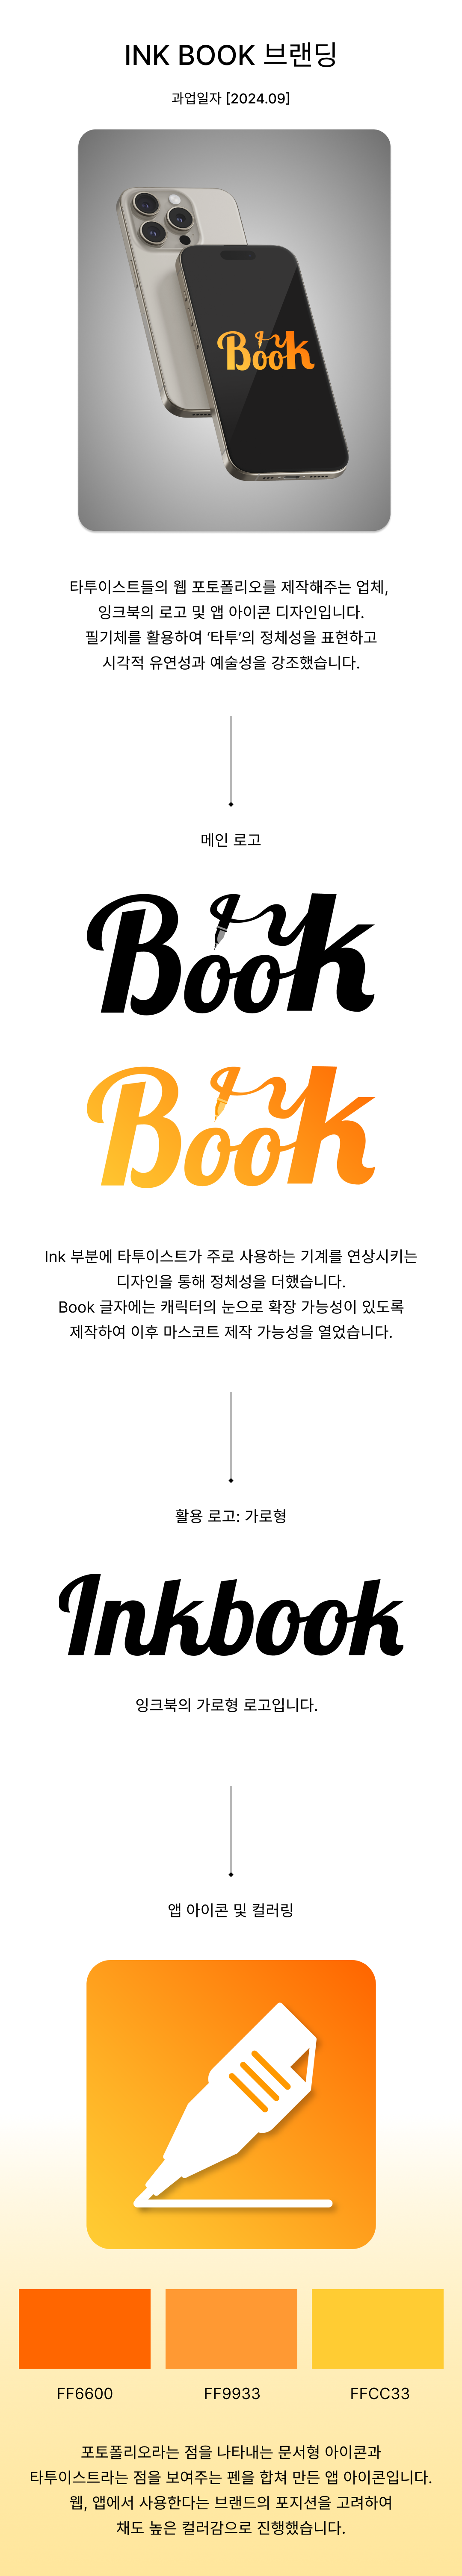 INK BOOK 브랜딩
과업일자 [2024.09]
Book
타투이스트들의 웹 포토폴리오를 제작해주는 업체,
잉크북의 로고 및 앱 아이콘 디자인입니다.
필기체를 활용하여 ‘타투’의 정체성을 표현하고
시각적 유연성과 예술성을 강조했습니다.
메인 로고
Book
Book
Ink 부분에 타투이스트가 주로 사용하는 기계를 연상시키는
디자인을 통해 정체성을 더했습니다.
Book 글자에는 캐릭터의 눈으로 확장 가능성이 있도록
제작하여 이후 마스코트 제작 가능성을 열었습니다.
활용 로고: 가로형
Inkbook
잉크북의 가로형 로고입니다.
앱 아이콘 및 컬러링
FF6600
FF9933
FFCC33
포토폴리오라는 점을 나타내는 문서형 아이콘과
타투이스트라는 점을 보여주는 펜을 합쳐 만든 앱 아이콘입니다.
웹, 앱에서 사용한다는 브랜드의 포지션을 고려하여
채도 높은 컬러감으로 진행했습니다.